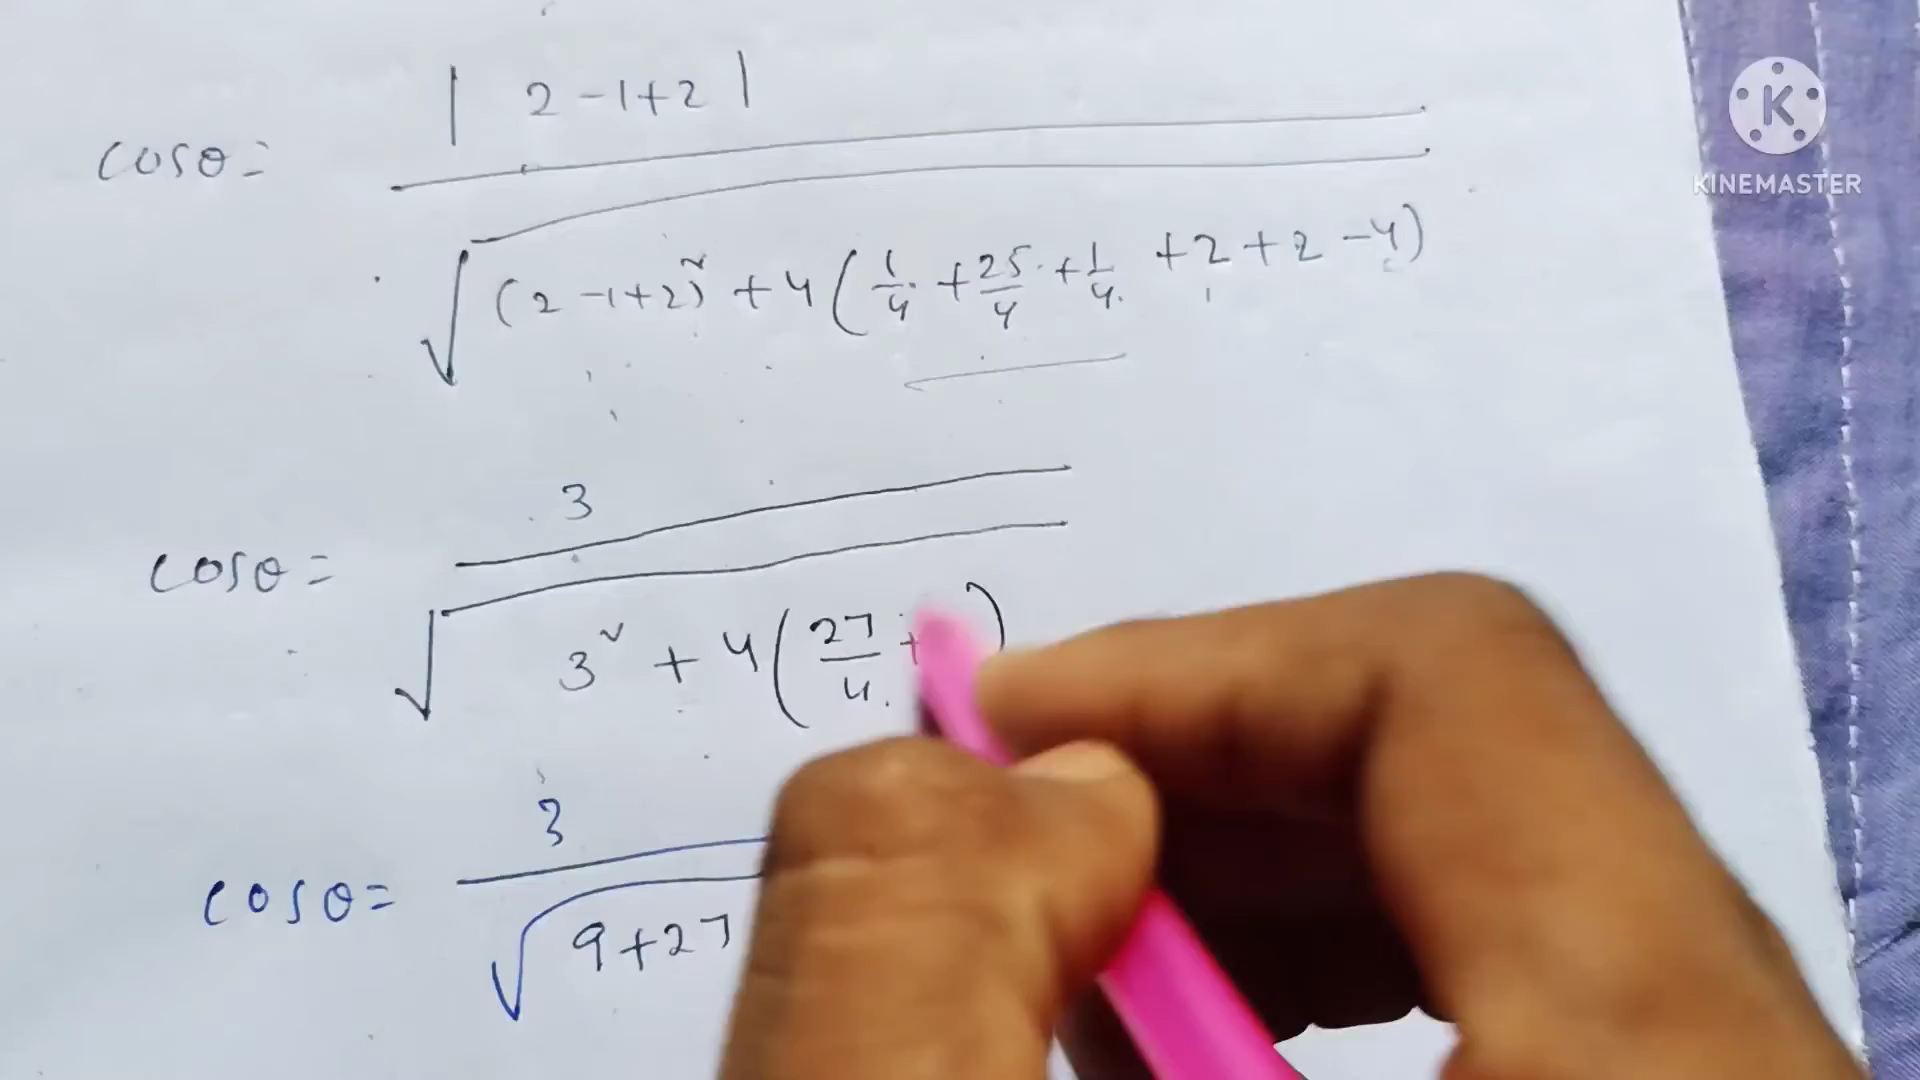 | 2 - 1 + 2 |
cosθ =
√ (2 - 1 + 2)² + 4 ( 1/4 + 25/4 + 1/4 + 2 + 2 - 4 )
3
cosθ =
√ 3² + 4 ( 27/4 + )
3
cosθ =
√ 9 + 27
K
KINEMASTER